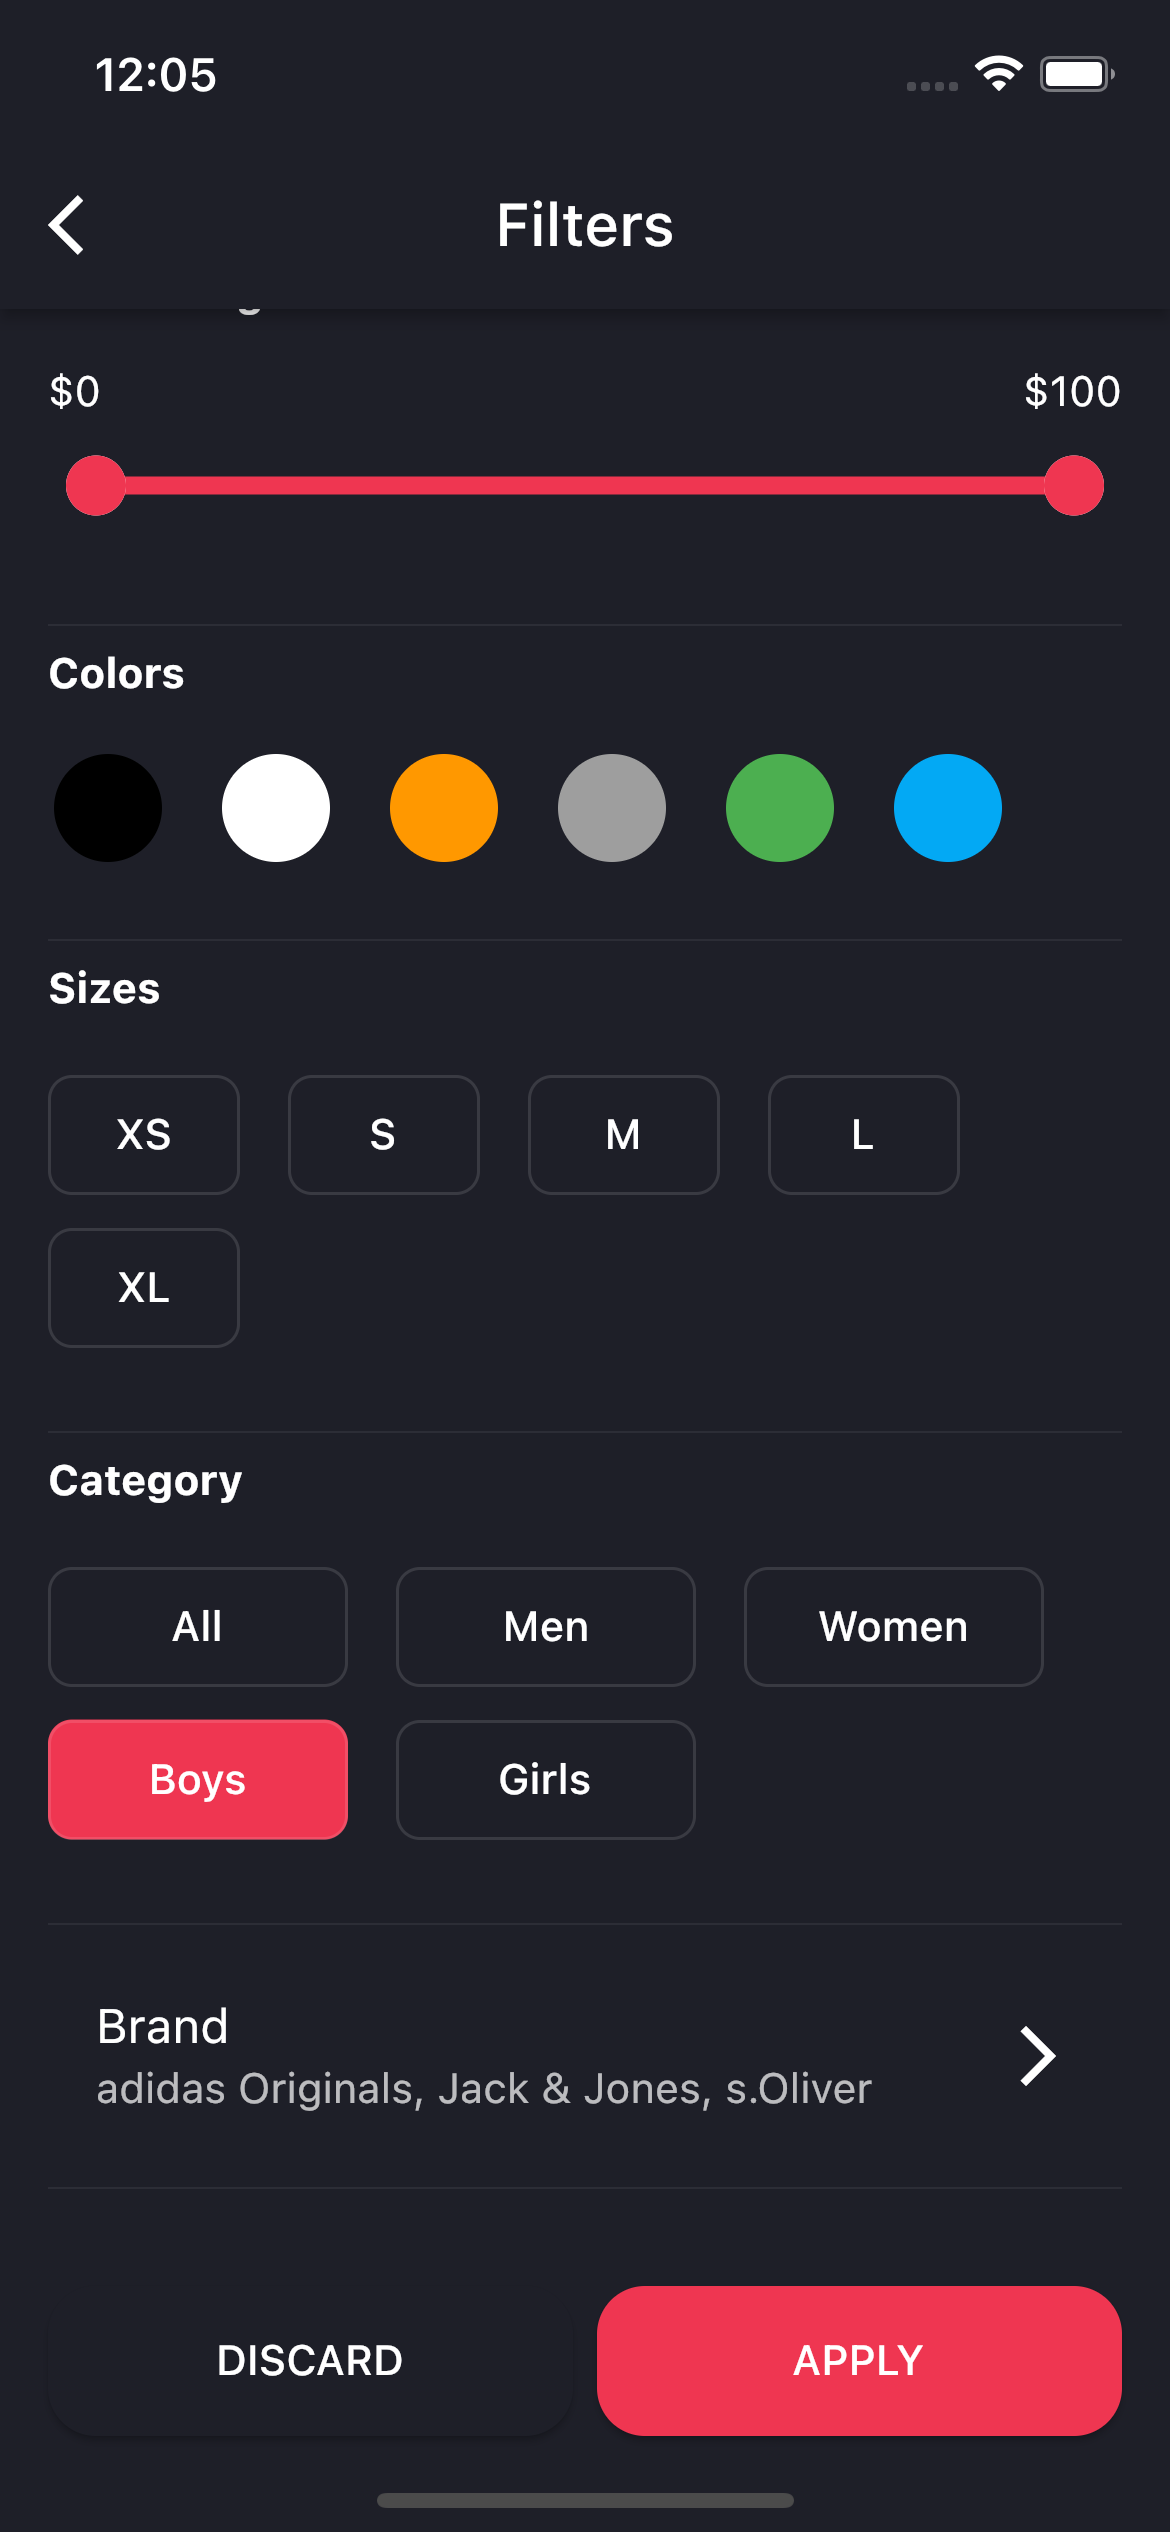 12:05
Filters
$0 $100
Colors
Sizes
XS S M L
XL
Category
All Men Women
Boys Girls
Brand
adidas Originals, Jack & Jones, s.Oliver
DISCARD APPLY